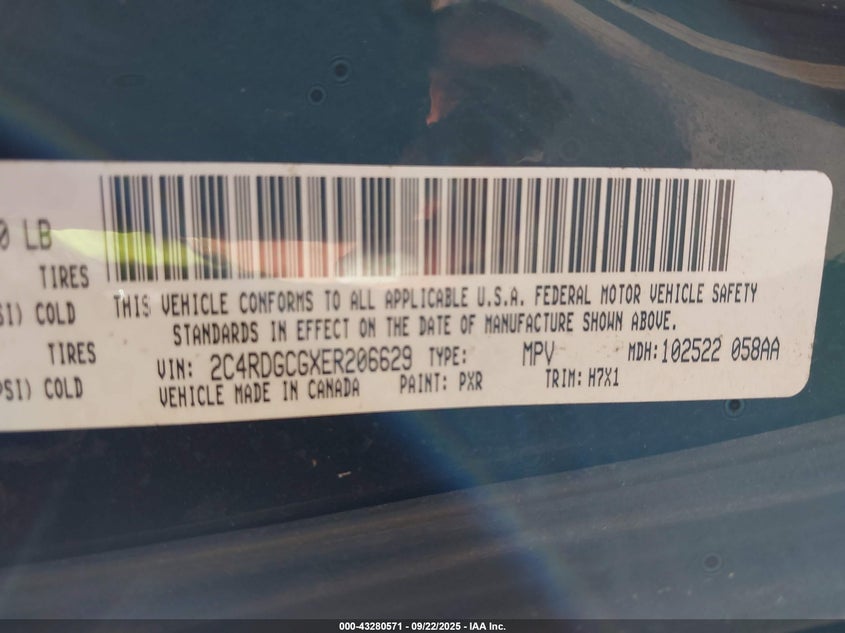 0 LB
TIRES
SI) COLD
TIRES
PSI) COLD
THIS VEHICLE CONFORMS TO ALL APPLICABLE U.S.A. FEDERAL MOTOR VEHICLE SAFETY
STANDARDS IN EFFECT ON THE DATE OF MANUFACTURE SHOWN ABOVE.
VIN: 2C4RDGCGXER206629 TYPE: MPV MDH: 102522 058AA
VEHICLE MADE IN CANADA PAINT: PXR TRIM: H7X1
000-43280571 - 09/22/2025 - IAA Inc.